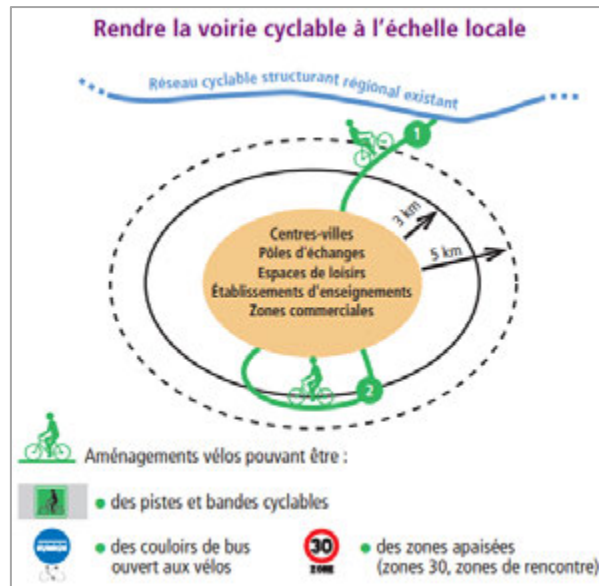 Rendre la voirie cyclable à l'échelle locale
Réseau cyclable structurant régional existant
1
3 km
5 km
Centres-villes
Pôles d'échanges
Espaces de loisirs
Établissements d'enseignements
Zones commerciales
2
Aménagements vélos pouvant être :
• des pistes et bandes cyclables
• des couloirs de bus
ouvert aux vélos
30
ZONE
• des zones apaisées
(zones 30, zones de rencontre)